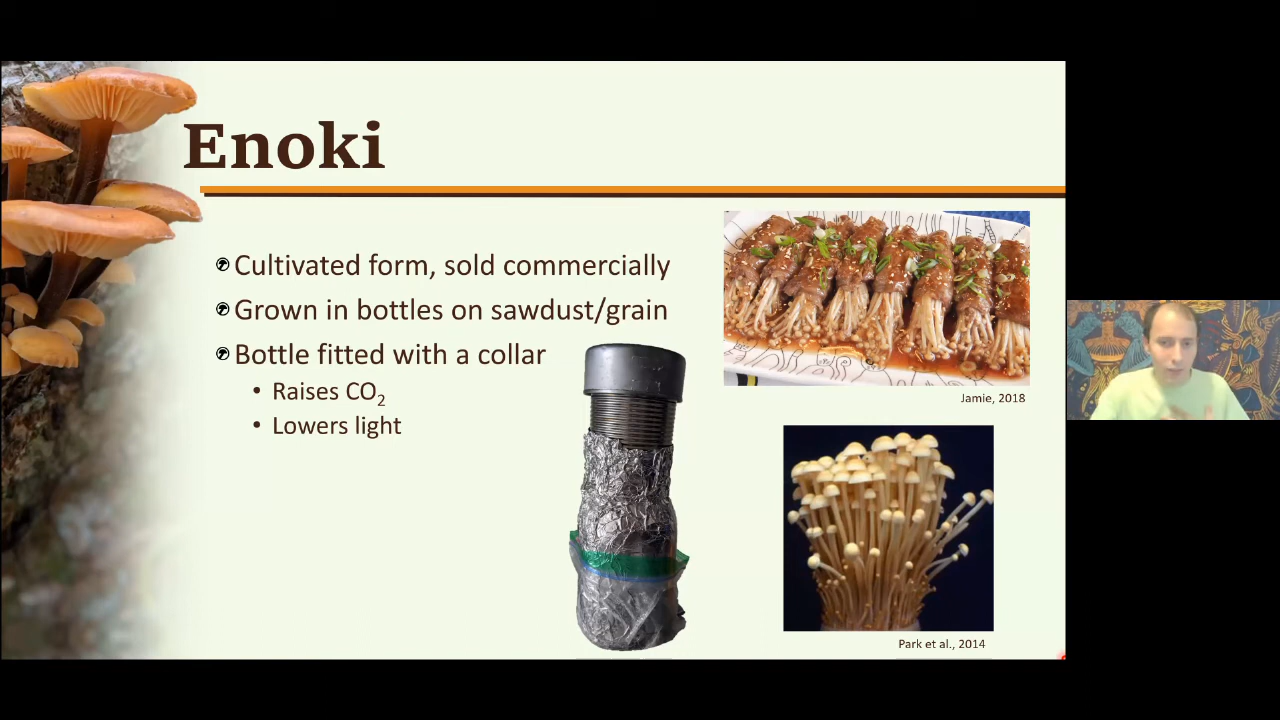 Enoki
Cultivated form, sold commercially
Grown in bottles on sawdust/grain
Bottle fitted with a collar
• Raises CO₂
• Lowers light
Jamie, 2018
Park et al., 2014